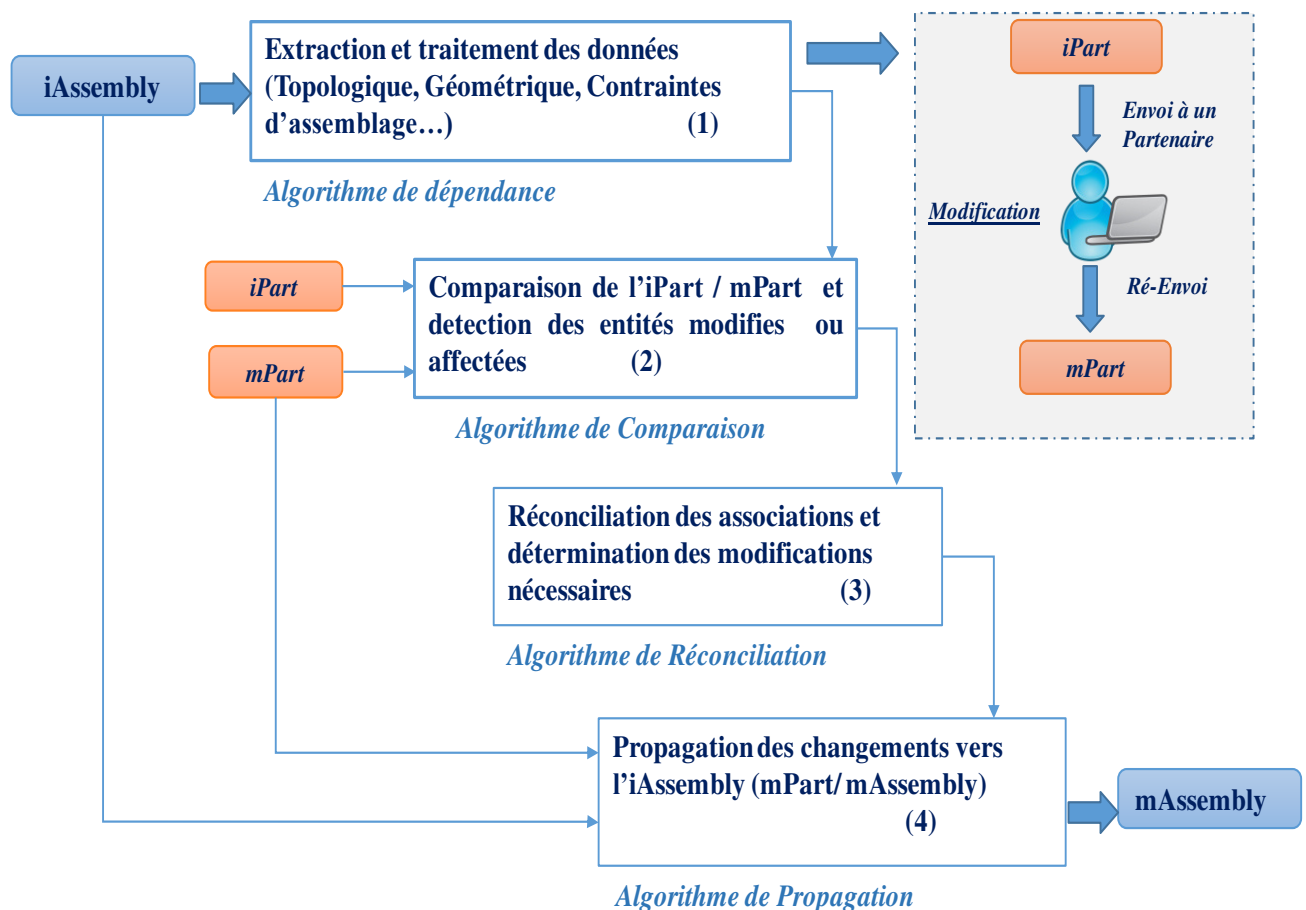 iAssembly
Extraction et traitement des données
(Topologique, Géométrique, Contraintes
d'assemblage…) (1)
Algorithme de dépendance
iPart
Envoi à un
Partenaire
Modification
Ré-Envoi
mPart
iPart
mPart
Comparaison de l'iPart / mPart et
detection des entités modifies ou
affectées (2)
Algorithme de Comparaison
Réconciliation des associations et
détermination des modifications
nécessaires (3)
Algorithme de Réconciliation
Propagation des changements vers
l'iAssembly (mPart/ mAssembly)
(4)
Algorithme de Propagation
mAssembly